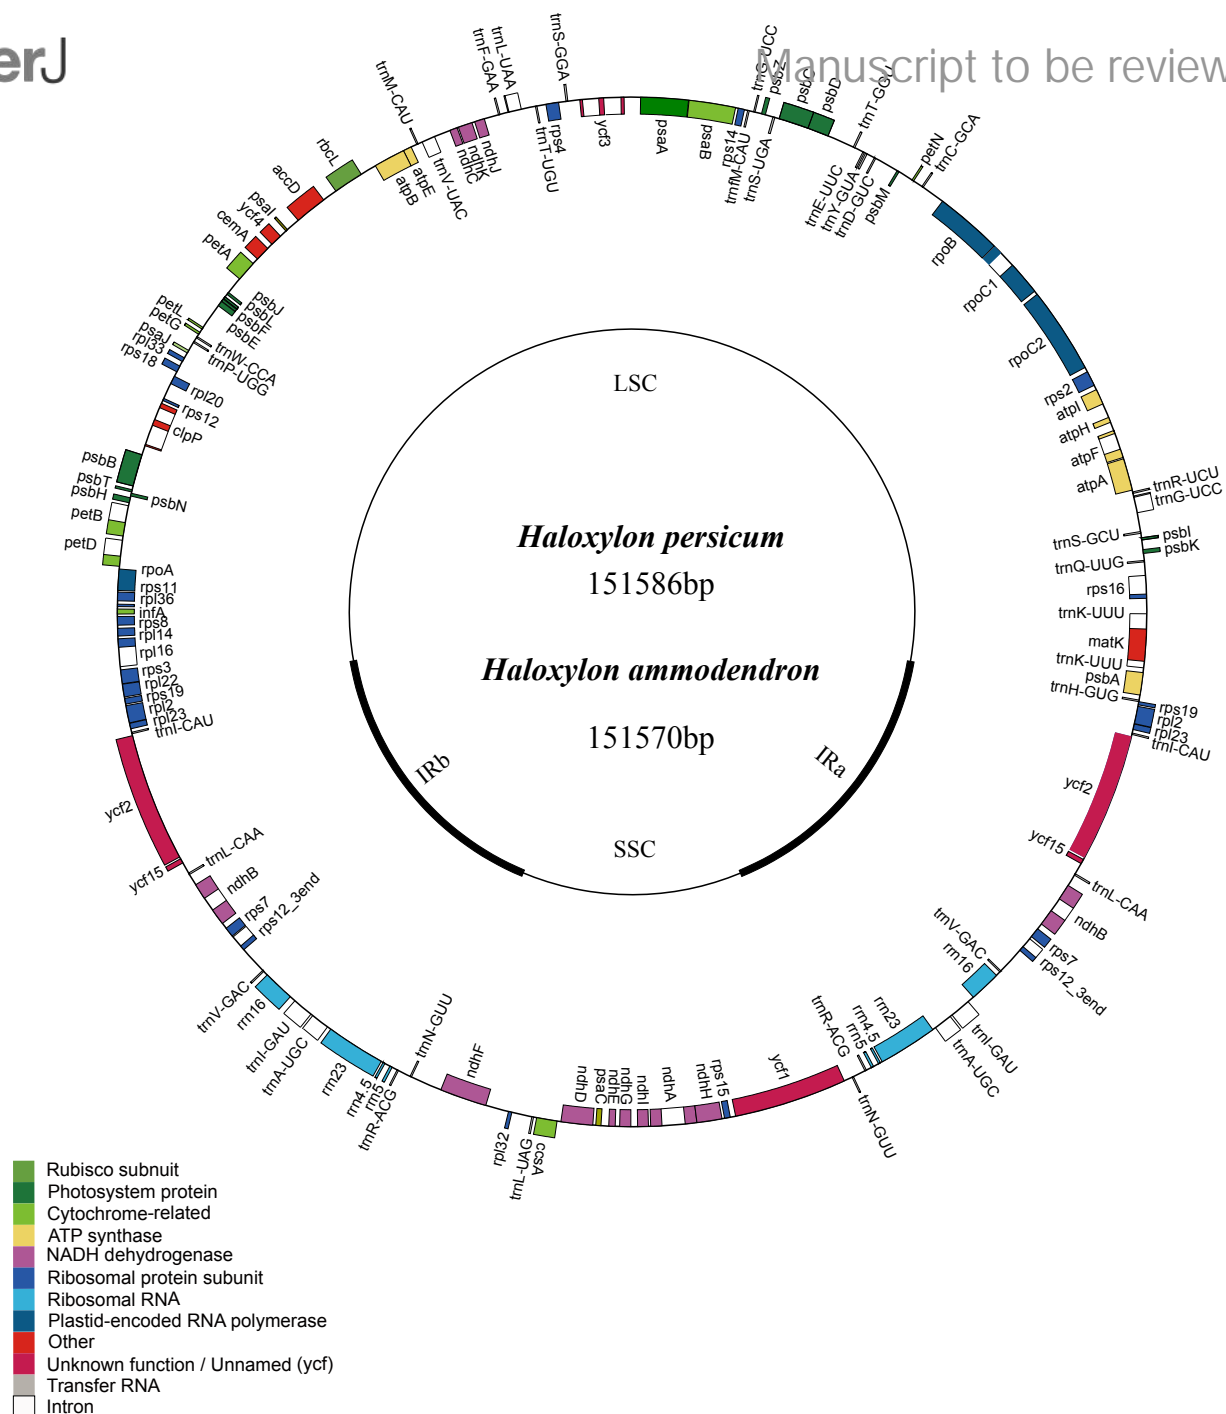 erJ
Manuscript to be review
trnL-UAA
trnF-GAA
trnS-GGA
trnM-CAU
trnT-UGU
rps4
ycf3
psaA
psaB
rps14
trnfM-CAU
trnG-UCC
psbZ
trnS-UGA
psbC
psbD
trnT-GGU
trnE-UUC
trnY-GUA
trnD-GUC
psbM
petN
trnC-GCA
rpoB
rpoC1
rpoC2
rps2
atpI
atpH
atpF
atpA
trnR-UCU
trnG-UCC
trnS-GCU
psbI
psbK
trnQ-UUG
rps16
trnK-UUU
matK
trnK-UUU
psbA
trnH-GUG
rps19
rpl2
rpl23
trnI-CAU
ycf2
ycf15
trnL-CAA
ndhB
rps7
rps12_3end
trnV-GAC
rrn16
trnI-GAU
trnA-UGC
rrn23
rrn4.5
rrn5
trnR-ACG
trnN-GUU
ycf1
rps15
ndhH
ndhA
ndhI
ndhG
ndhE
psaC
ndhD
ccsA
trnL-UAG
rpl32
ndhF
trnN-GUU
trnR-ACG
rrn5
rrn4.5
rrn23
trnA-UGC
trnI-GAU
rrn16
trnV-GAC
rps12_3end
rps7
ndhB
trnL-CAA
ycf15
ycf2
trnI-CAU
rpl23
rpl2
rps19
rpl22
rps3
rpl16
rpl14
rps8
infA
rpl36
rps11
rpoA
petD
petB
psbN
psbH
psbT
psbB
clpP
rps12
rpl20
rps18
rpl33
psaJ
trnP-UGG
trnW-CCA
petG
petL
psbE
psbF
psbL
psbJ
petA
cemA
ycf4
psaI
accD
rbcL
atpB
atpE
trnV-UAC
ndhC
ndhK
ndhJ
LSC
Haloxylon persicum
151586bp
Haloxylon ammodendron
151570bp
IRb
IRa
SSC
Rubisco subnuit
Photosystem protein
Cytochrome-related
ATP synthase
NADH dehydrogenase
Ribosomal protein subunit
Ribosomal RNA
Plastid-encoded RNA polymerase
Other
Unknown function / Unnamed (ycf)
Transfer RNA
Intron